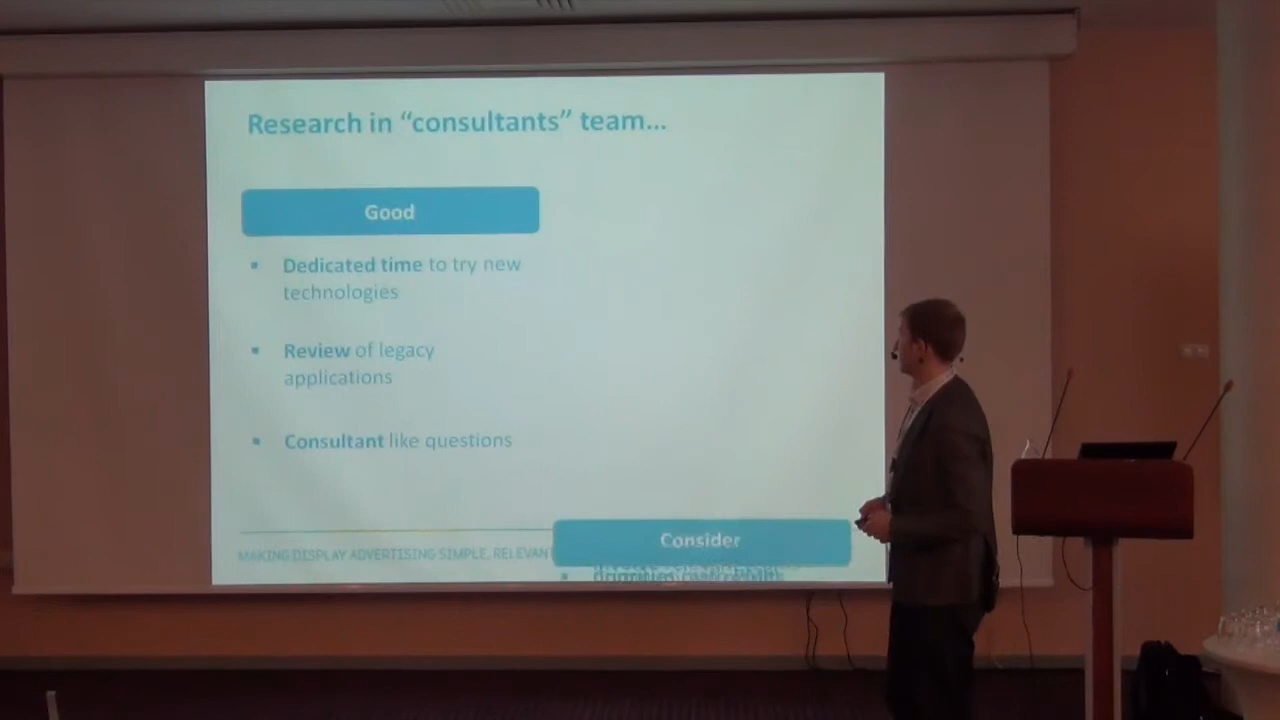 Research in “consultants” team...
Good
Dedicated time to try new
technologies
Review of legacy
applications
Consultant like questions
Consider
MAKING DISPLAY ADVERTISING SIMPLE, RELEVAN